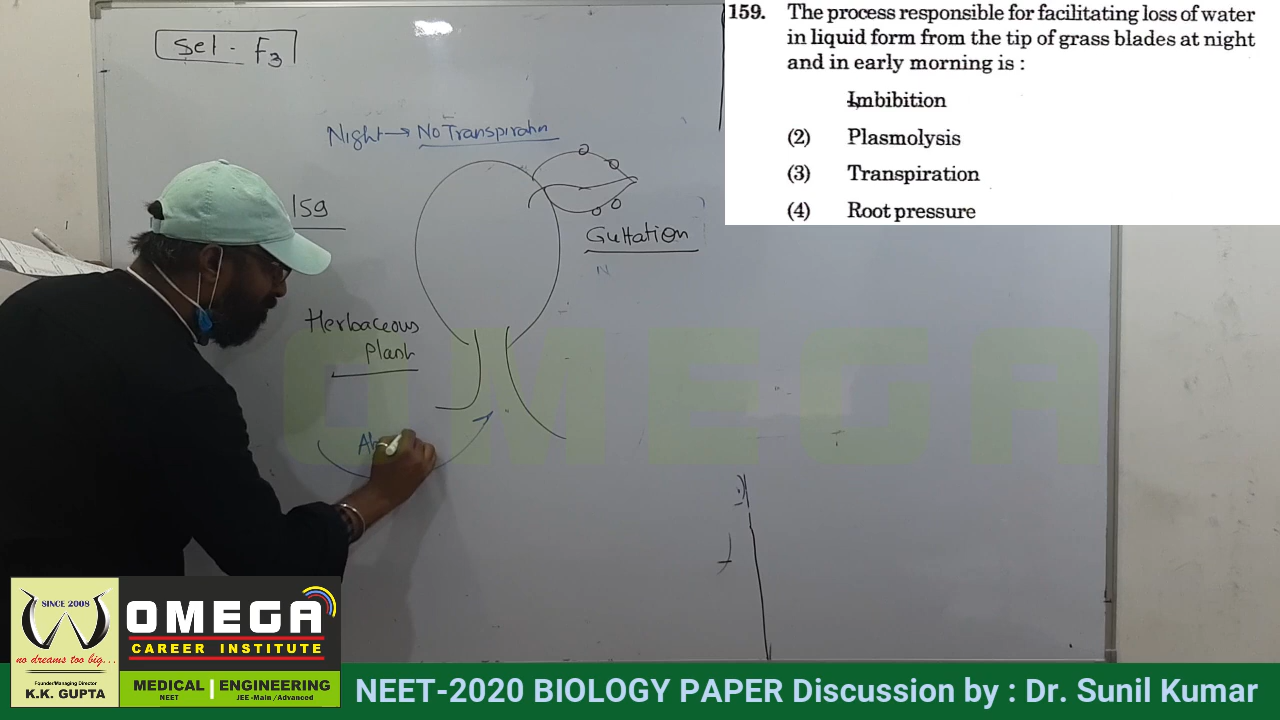 Set - F3
159. The process responsible for facilitating loss of water
in liquid form from the tip of grass blades at night
and in early morning is :
Imbibition
(2) Plasmolysis
(3) Transpiration
(4) Root pressure
Night → No Transpiratn
159
Guttation
N
Herbaceous
Plant
Ab
OMEGA
SINCE 2008
no dreams too big...
Founder/Managing Director
K.K. GUPTA
OMEGA
CAREER INSTITUTE
MEDICAL | ENGINEERING
NEET JEE-Main /Advanced
NEET-2020 BIOLOGY PAPER Discussion by : Dr. Sunil Kumar